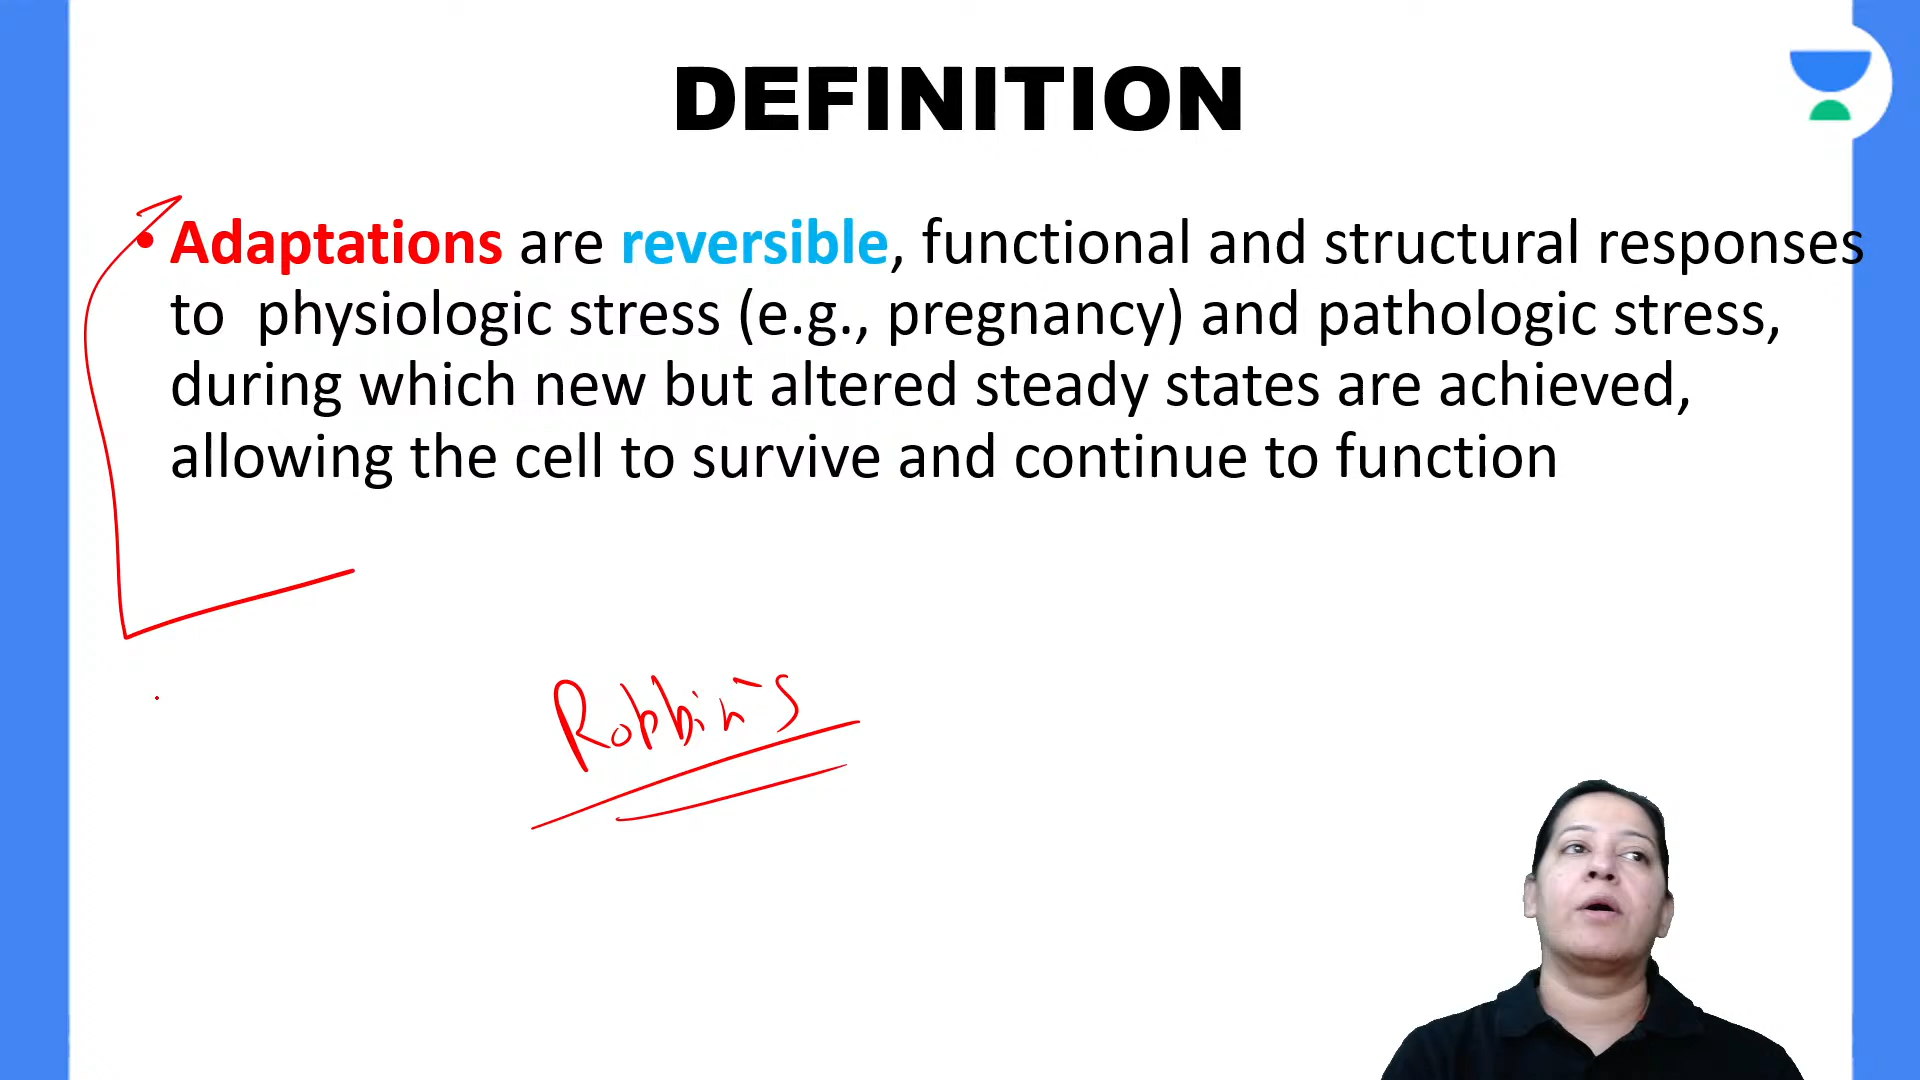 DEFINITION
• Adaptations are reversible, functional and structural responses
to physiologic stress (e.g., pregnancy) and pathologic stress,
during which new but altered steady states are achieved,
allowing the cell to survive and continue to function
Robbin's